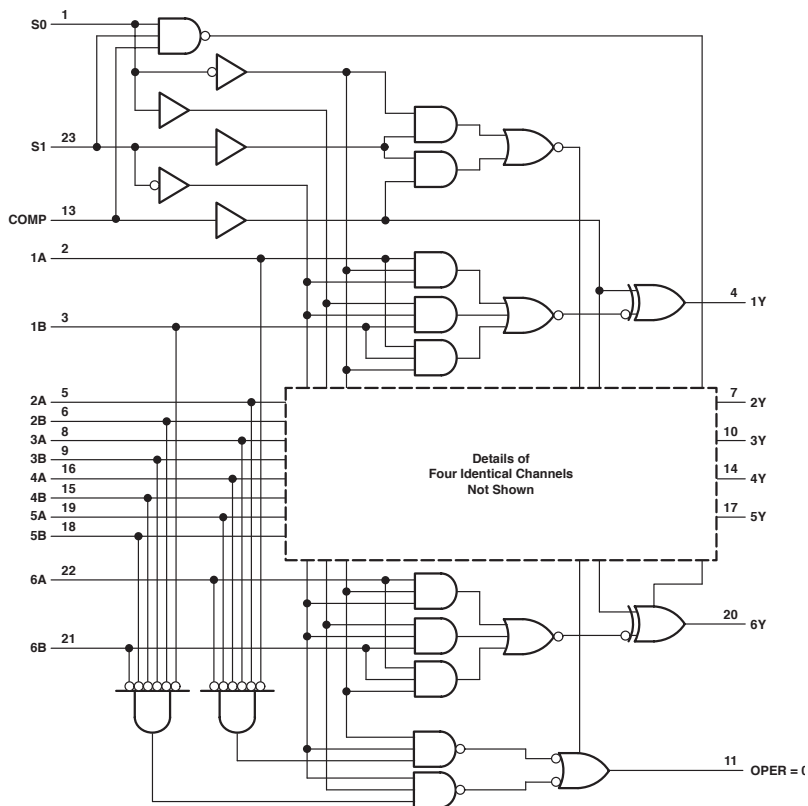 S0 1
S1 23
COMP 13
1A 2
4 1Y
1B 3
2A 5
7 2Y
2B 6
3A 8
10 3Y
3B 9
Details of
Four Identical Channels
Not Shown
4A 16
14 4Y
4B 15
5A 19
17 5Y
5B 18
6A 22
20 6Y
6B 21
11 OPER = 0